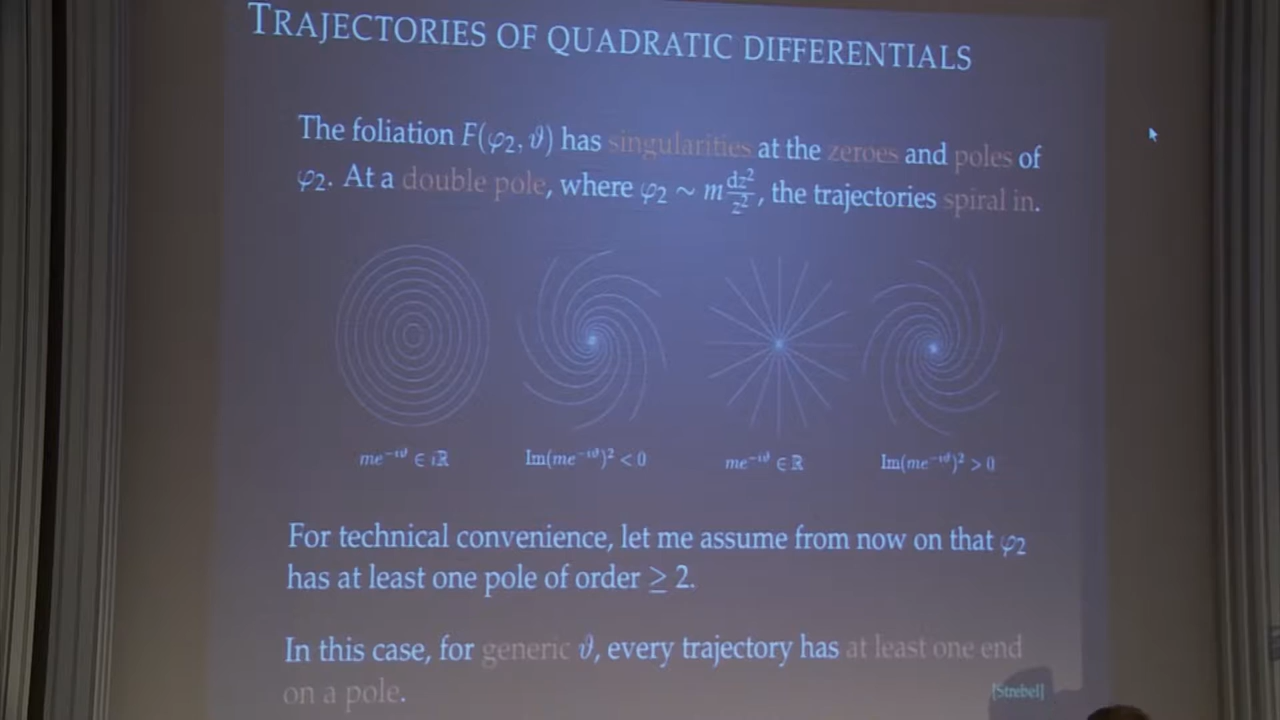 TRAJECTORIES OF QUADRATIC DIFFERENTIALS
The foliation F(φ₂, ϑ) has singularities at the zeroes and poles of
φ₂. At a double pole, where φ₂ ~ m dz²/z², the trajectories spiral in.
me^{-iϑ} ∈ iℝ
Im(me^{-iϑ})² < 0
me^{-iϑ} ∈ ℝ
Im(me^{-iϑ})² > 0
For technical convenience, let me assume from now on that φ₂
has at least one pole of order ≥ 2.
In this case, for generic ϑ, every trajectory has at least one end
on a pole.
[Strebel]